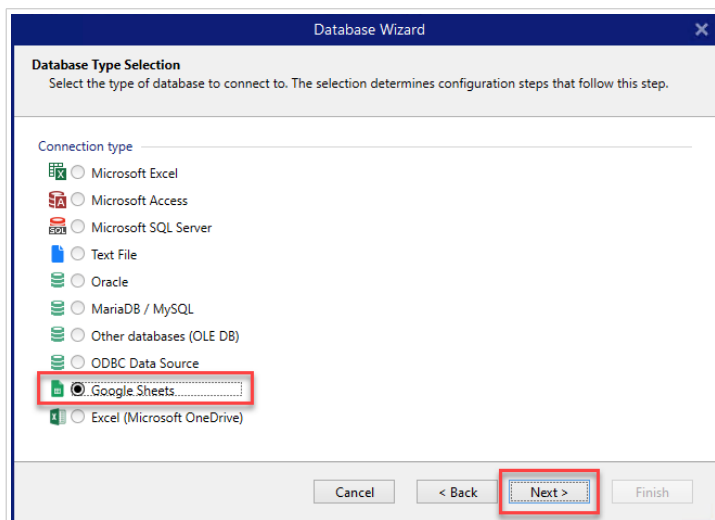 Database Wizard
Database Type Selection
Select the type of database to connect to. The selection determines configuration steps that follow this step.
Connection type
Microsoft Excel
Microsoft Access
SQL
Microsoft SQL Server
Text File
Oracle
MariaDB / MySQL
Other databases (OLE DB)
ODBC Data Source
Google Sheets
Excel (Microsoft OneDrive)
Cancel
< Back
Next >
Finish